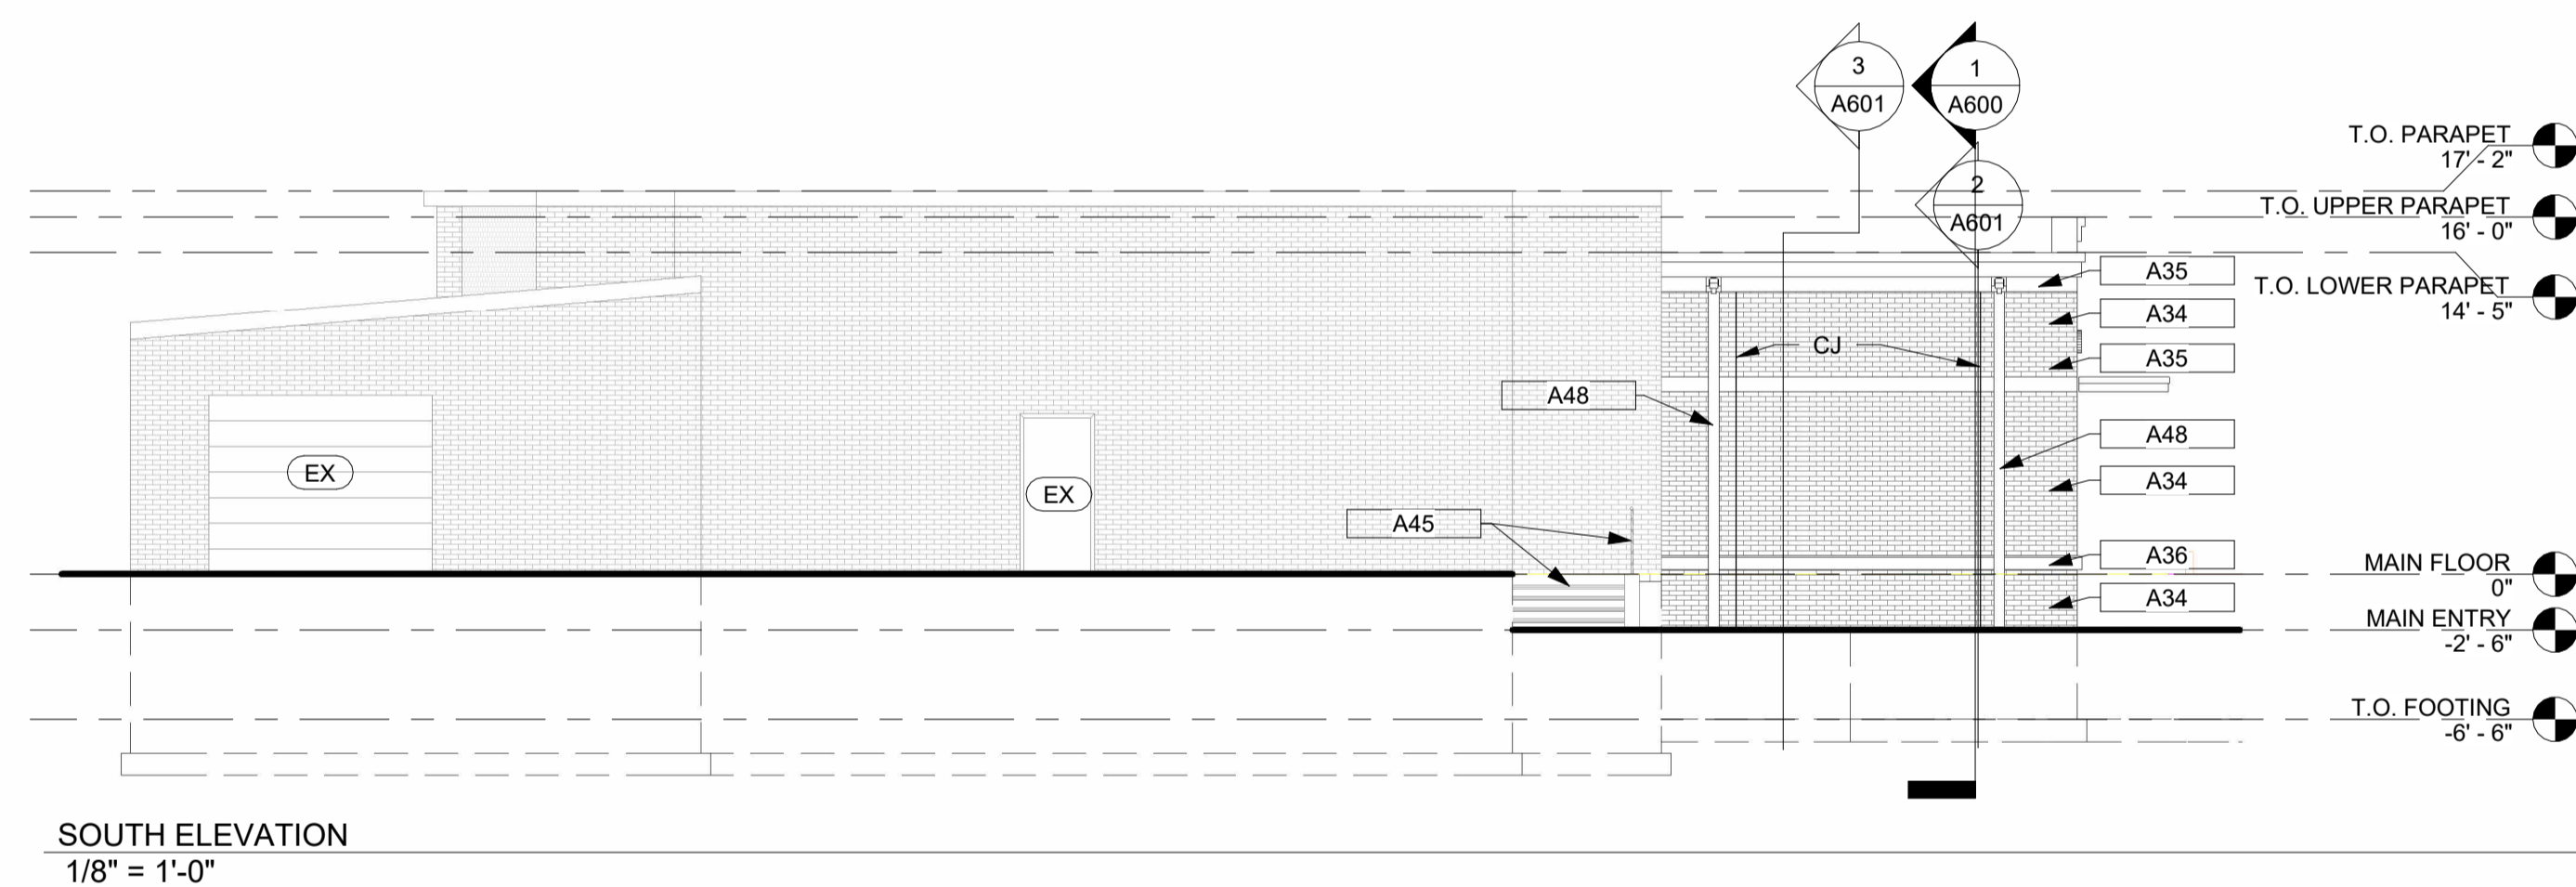 3
A601
1
A600
2
A601
T.O. PARAPET
17' - 2"
T.O. UPPER PARAPET
16' - 0"
T.O. LOWER PARAPET
14' - 5"
A35
A34
CJ
A35
A48
A48
A34
EX
EX
A45
A36
A34
MAIN FLOOR
0"
MAIN ENTRY
-2' - 6"
T.O. FOOTING
-6' - 6"
SOUTH ELEVATION
1/8" = 1'-0"